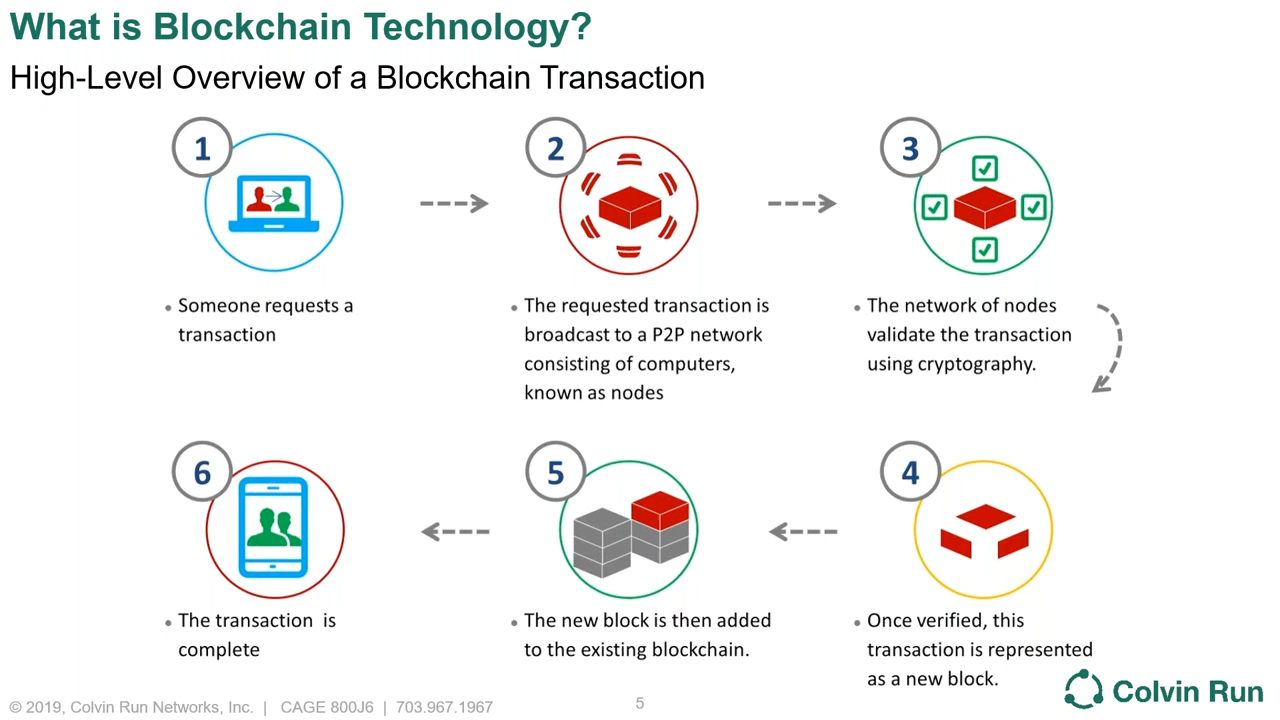 What is Blockchain Technology?
High-Level Overview of a Blockchain Transaction
1
• Someone requests a
transaction
2
• The requested transaction is
broadcast to a P2P network
consisting of computers,
known as nodes
3
• The network of nodes
validate the transaction
using cryptography.
4
• Once verified, this
transaction is represented
as a new block.
5
• The new block is then added
to the existing blockchain.
6
• The transaction is
complete
© 2019, Colvin Run Networks, Inc. | CAGE 800J6 | 703.967.1967
5
Colvin Run